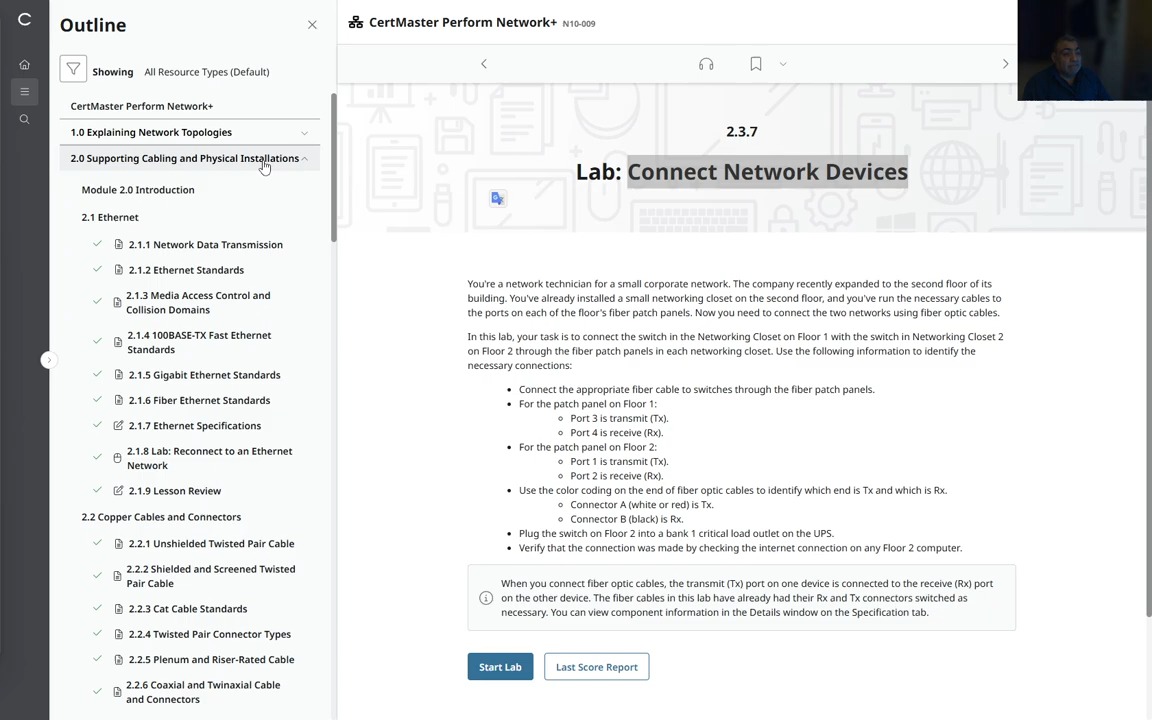 Outline
Showing All Resource Types (Default)
CertMaster Perform Network+
1.0 Explaining Network Topologies
2.0 Supporting Cabling and Physical Installations
Module 2.0 Introduction
2.1 Ethernet
2.1.1 Network Data Transmission
2.1.2 Ethernet Standards
2.1.3 Media Access Control and
Collision Domains
2.1.4 100BASE-TX Fast Ethernet
Standards
2.1.5 Gigabit Ethernet Standards
2.1.6 Fiber Ethernet Standards
2.1.7 Ethernet Specifications
2.1.8 Lab: Reconnect to an Ethernet
Network
2.1.9 Lesson Review
2.2 Copper Cables and Connectors
2.2.1 Unshielded Twisted Pair Cable
2.2.2 Shielded and Screened Twisted
Pair Cable
2.2.3 Cat Cable Standards
2.2.4 Twisted Pair Connector Types
2.2.5 Plenum and Riser-Rated Cable
2.2.6 Coaxial and Twinaxial Cable
and Connectors
CertMaster Perform Network+ N10-009
2.3.7
Lab: Connect Network Devices
You're a network technician for a small corporate network. The company recently expanded to the second floor of its
building. You've already installed a small networking closet on the second floor, and you've run the necessary cables to
the ports on each of the floor's fiber patch panels. Now you need to connect the two networks using fiber optic cables.
In this lab, your task is to connect the switch in the Networking Closet on Floor 1 with the switch in Networking Closet 2
on Floor 2 through the fiber patch panels in each networking closet. Use the following information to identify the
necessary connections:
• Connect the appropriate fiber cable to switches through the fiber patch panels.
• For the patch panel on Floor 1:
○ Port 3 is transmit (Tx).
○ Port 4 is receive (Rx).
• For the patch panel on Floor 2:
○ Port 1 is transmit (Tx).
○ Port 2 is receive (Rx).
• Use the color coding on the end of fiber optic cables to identify which end is Tx and which is Rx.
○ Connector A (white or red) is Tx.
○ Connector B (black) is Rx.
• Plug the switch on Floor 2 into a bank 1 critical load outlet on the UPS.
• Verify that the connection was made by checking the internet connection on any Floor 2 computer.
When you connect fiber optic cables, the transmit (Tx) port on one device is connected to the receive (Rx) port
on the other device. The fiber cables in this lab have already had their Rx and Tx connectors switched as
necessary. You can view component information in the Details window on the Specification tab.
Start Lab
Last Score Report